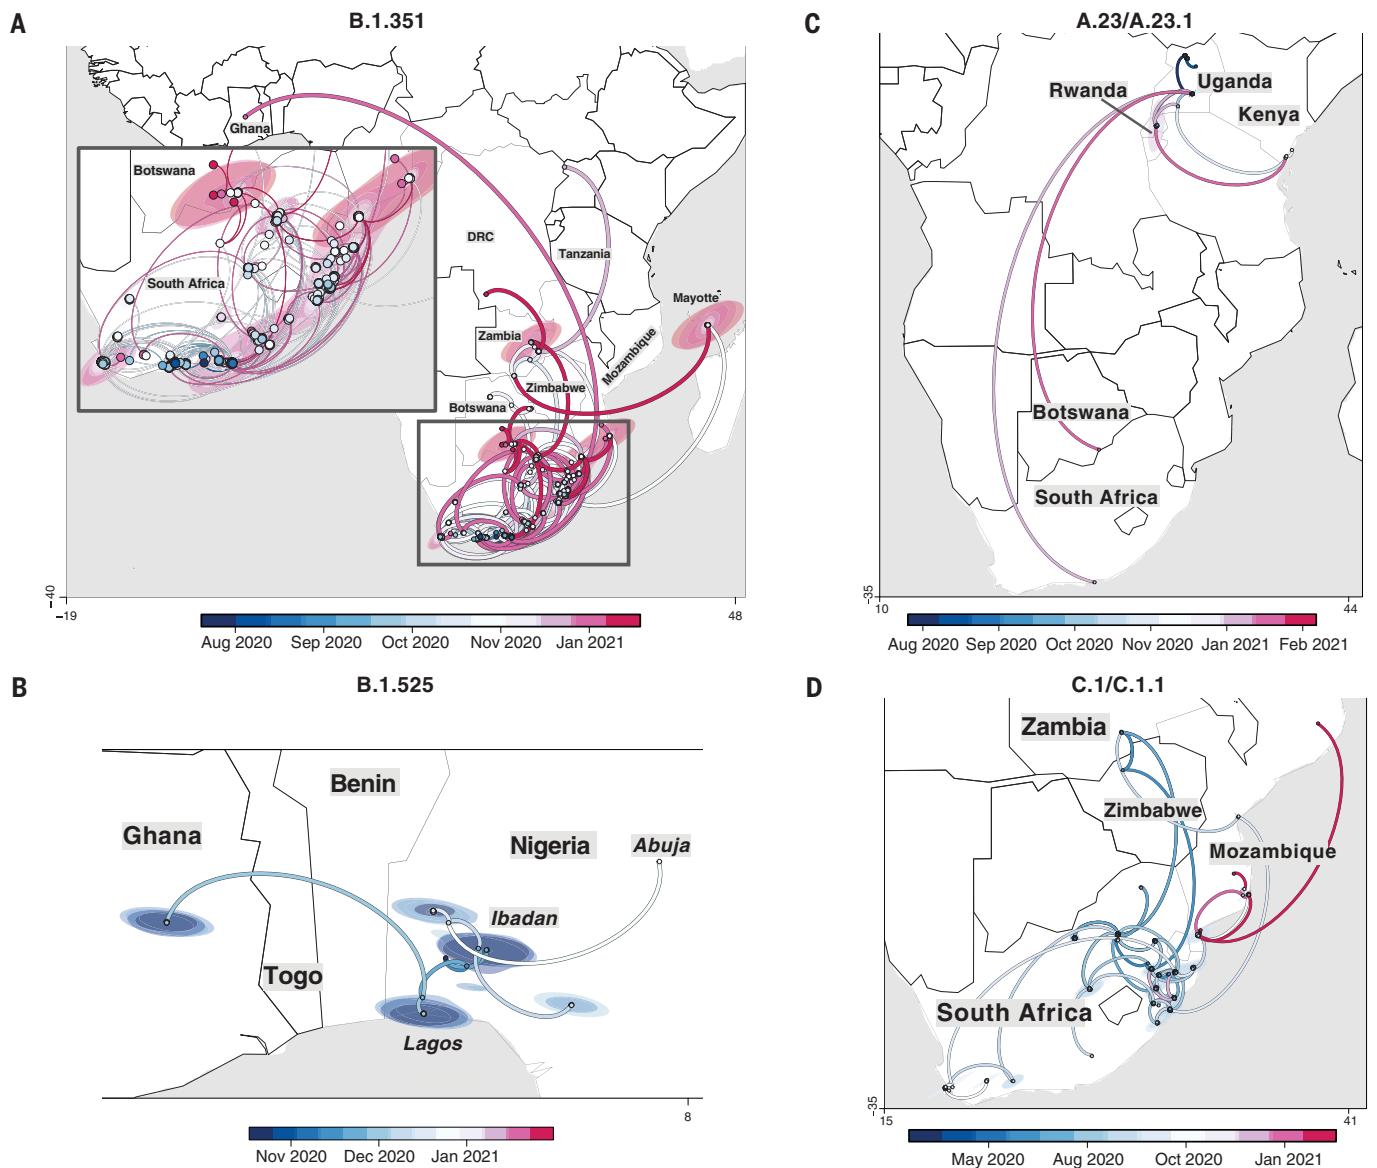 A
B.1.351
Ghana
Botswana
South Africa
DRC
Tanzania
Mayotte
Zambia
Mozambique
Zimbabwe
Botswana
-40
-19
48
Aug 2020 Sep 2020 Oct 2020 Nov 2020 Jan 2021
C
A.23/A.23.1
Uganda
Rwanda
Kenya
Botswana
South Africa
-35
10
44
Aug 2020 Sep 2020 Oct 2020 Nov 2020 Jan 2021 Feb 2021
B
B.1.525
Benin
Ghana
Nigeria
Abuja
Ibadan
Togo
Lagos
8
Nov 2020 Dec 2020 Jan 2021
D
C.1/C.1.1
Zambia
Zimbabwe
Mozambique
South Africa
-35
15
41
May 2020 Aug 2020 Oct 2020 Jan 2021